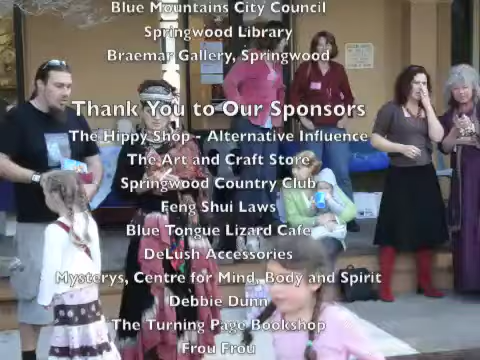 Blue Mountains City Council
Springwood Library
Braemar Gallery, Springwood
Thank You to Our Sponsors
The Hippy Shop - Alternative Influence
The Art and Craft Store
Springwood Country Club
Feng Shui Laws
Blue Tongue Lizard Cafe
DeLush Accessories
Mysterys, Centre for Mind, Body and Spirit
Debbie Dunn
The Turning Page Bookshop
Frou Frou